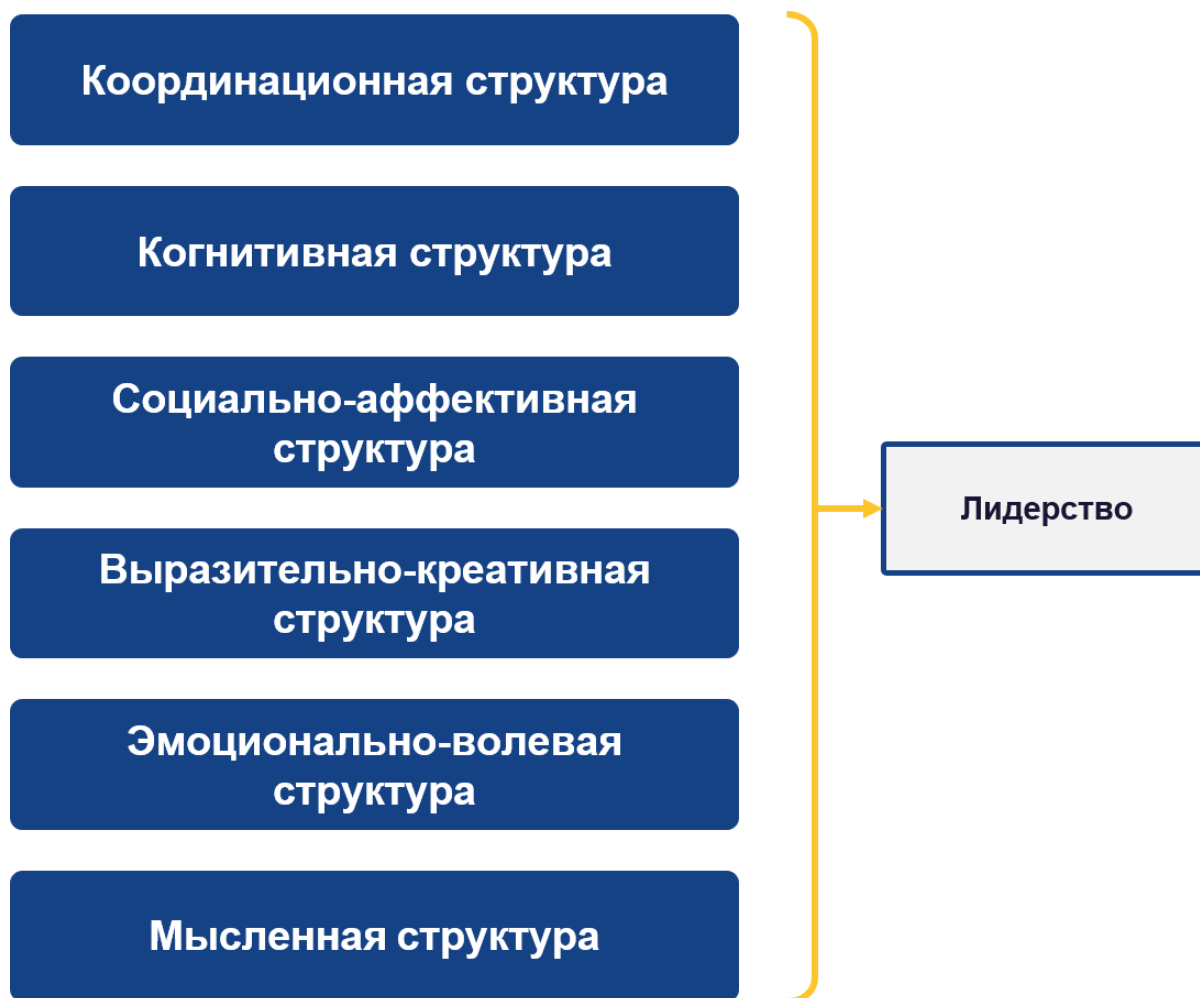 Координационная структура
Когнитивная структура
Социально-аффективная
структура
Выразительно-креативная
структура
Эмоционально-волевая
структура
Мысленная структура
Лидерство